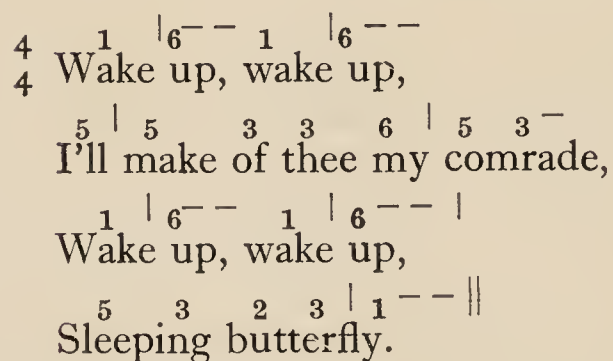 4 1 |6 – – 1 |6 – –
4 Wake up, wake up,
5 | 5 3 3 6 | 5 3 –
I'll make of thee my comrade,
1 | 6 – – 1 | 6 – – |
Wake up, wake up,
5 3 2 3 | 1 – – ||
Sleeping butterfly.